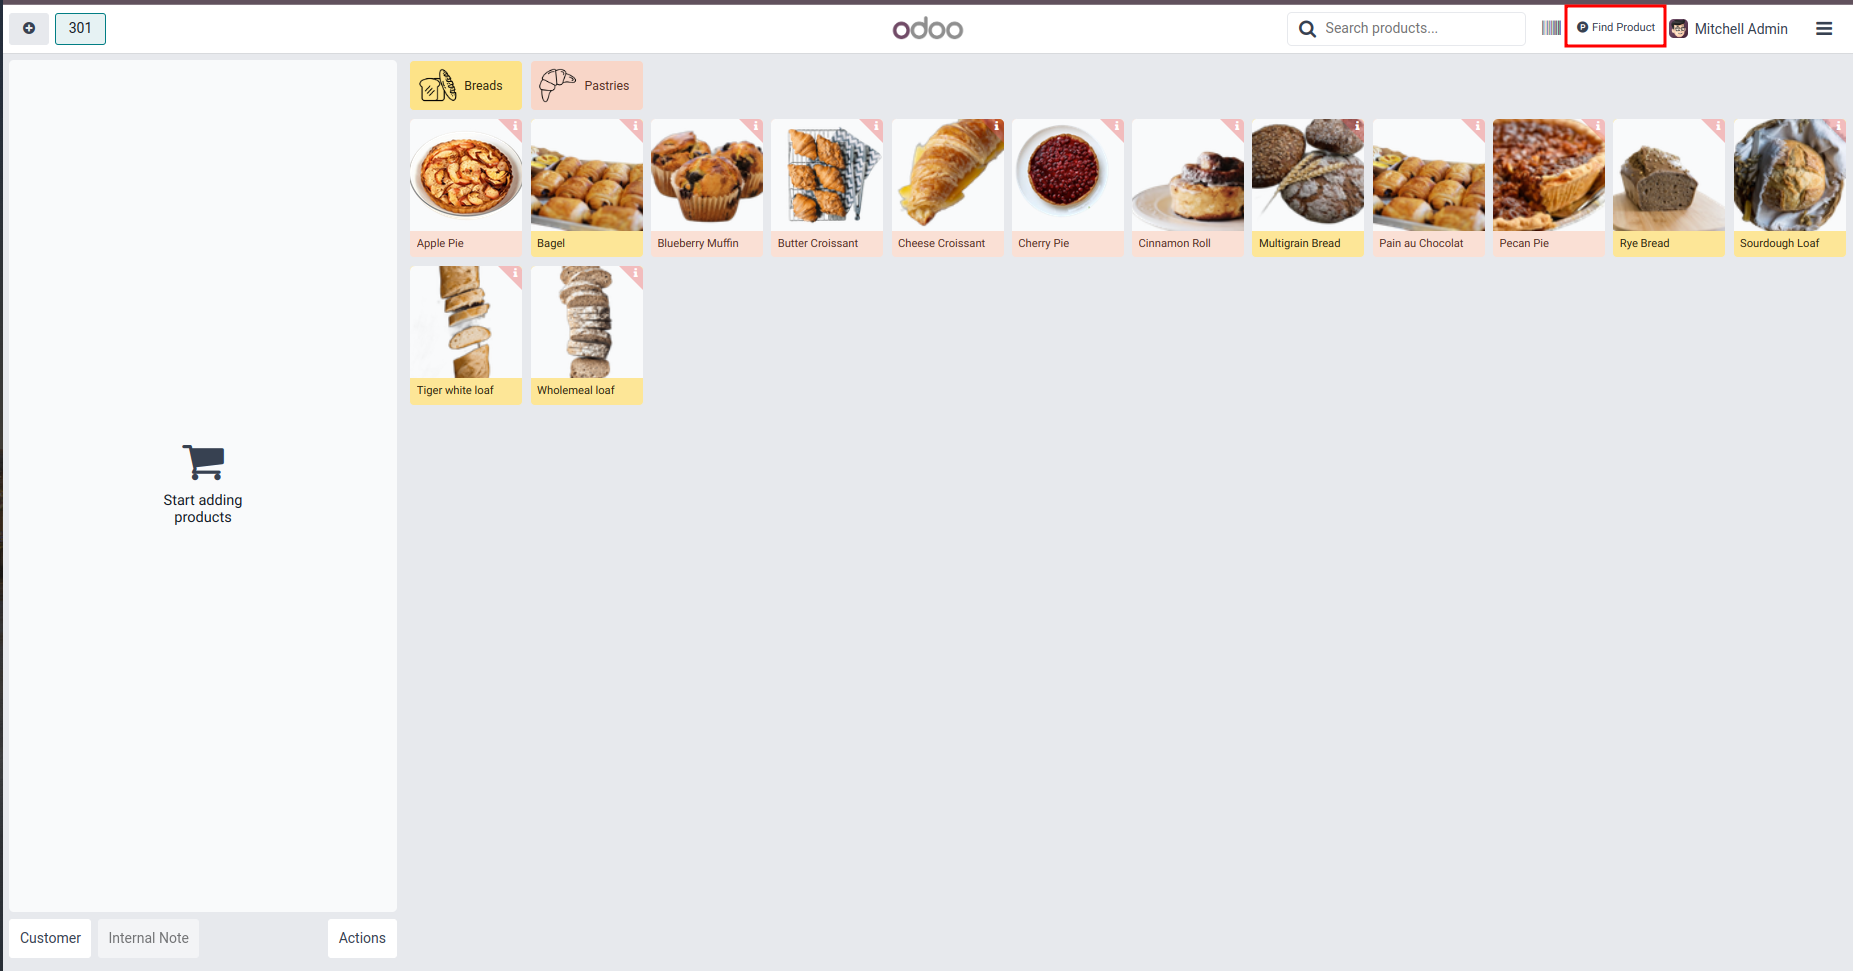 301
odoo
Search products...
Find Product
Mitchell Admin
Breads
Pastries
Apple Pie
Bagel
Blueberry Muffin
Butter Croissant
Cheese Croissant
Cherry Pie
Cinnamon Roll
Multigrain Bread
Pain au Chocolat
Pecan Pie
Rye Bread
Sourdough Loaf
Tiger white loaf
Wholemeal loaf
Start adding
products
Customer
Internal Note
Actions